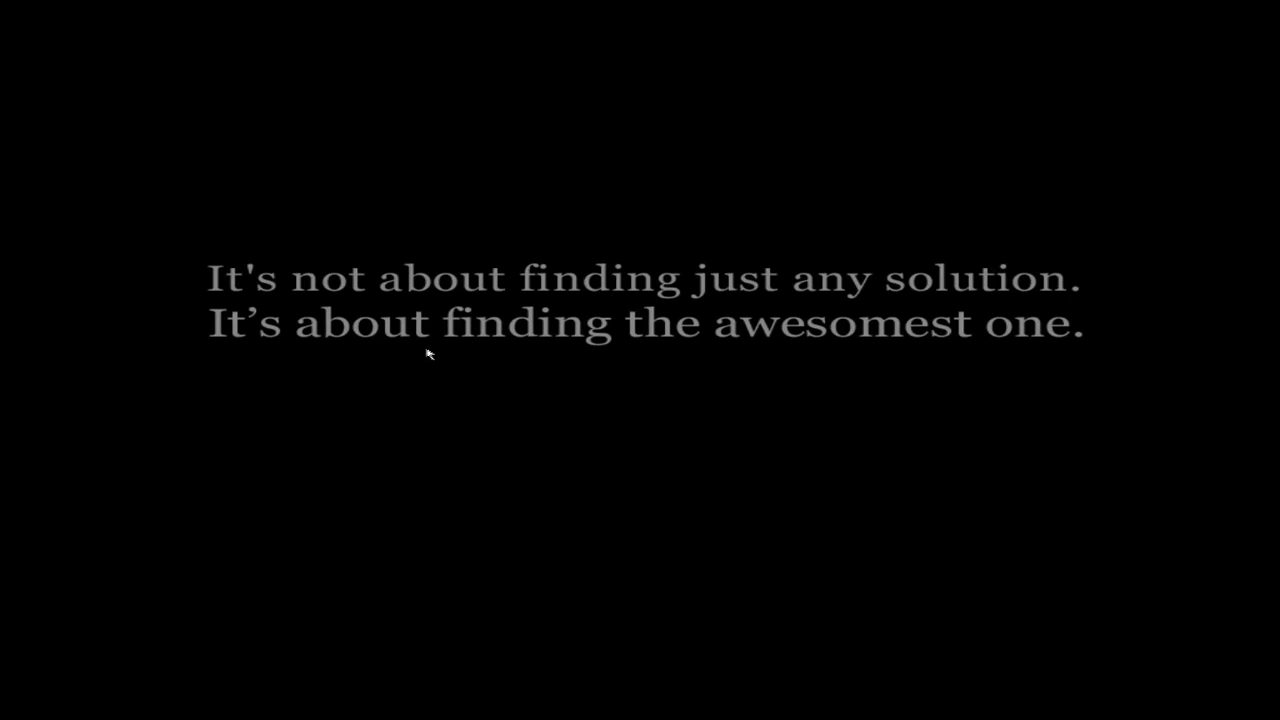 It's not about finding just any solution.
It’s about finding the awesomest one.